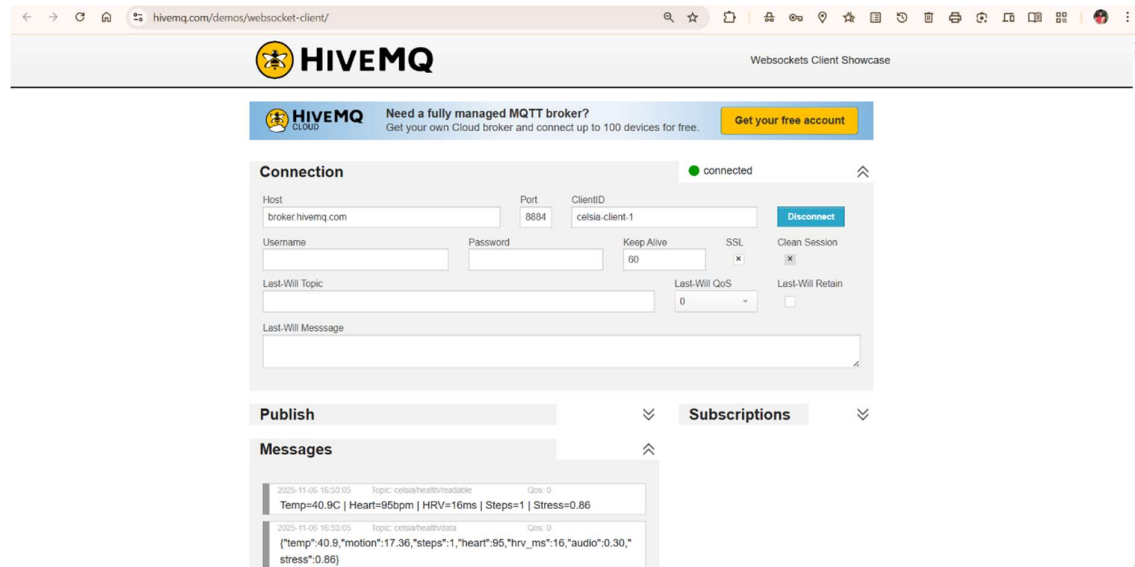 hivemq.com/demos/websocket-client/
HIVEMQ
Websockets Client Showcase
HIVEMQ
CLOUD
Need a fully managed MQTT broker?
Get your own Cloud broker and connect up to 100 devices for free.
Get your free account
Connection
connected
Host
Port
ClientID
broker.hivemq.com
8884
celsia-client-1
Disconnect
Username
Password
Keep Alive
SSL
Clean Session
60
Last-Will Topic
Last-Will QoS
Last-Will Retain
0
Last-Will Messsage
Publish
Subscriptions
Messages
2025-11-06 16:53:05 Topic: celsia/health/readable Qos: 0
Temp=40.9C | Heart=95bpm | HRV=16ms | Steps=1 | Stress=0.86
2025-11-06 16:53:05 Topic: celsia/health/data Qos: 0
{"temp":40.9,"motion":17.36,"steps":1,"heart":95,"hrv_ms":16,"audio":0.30,"
stress":0.86}